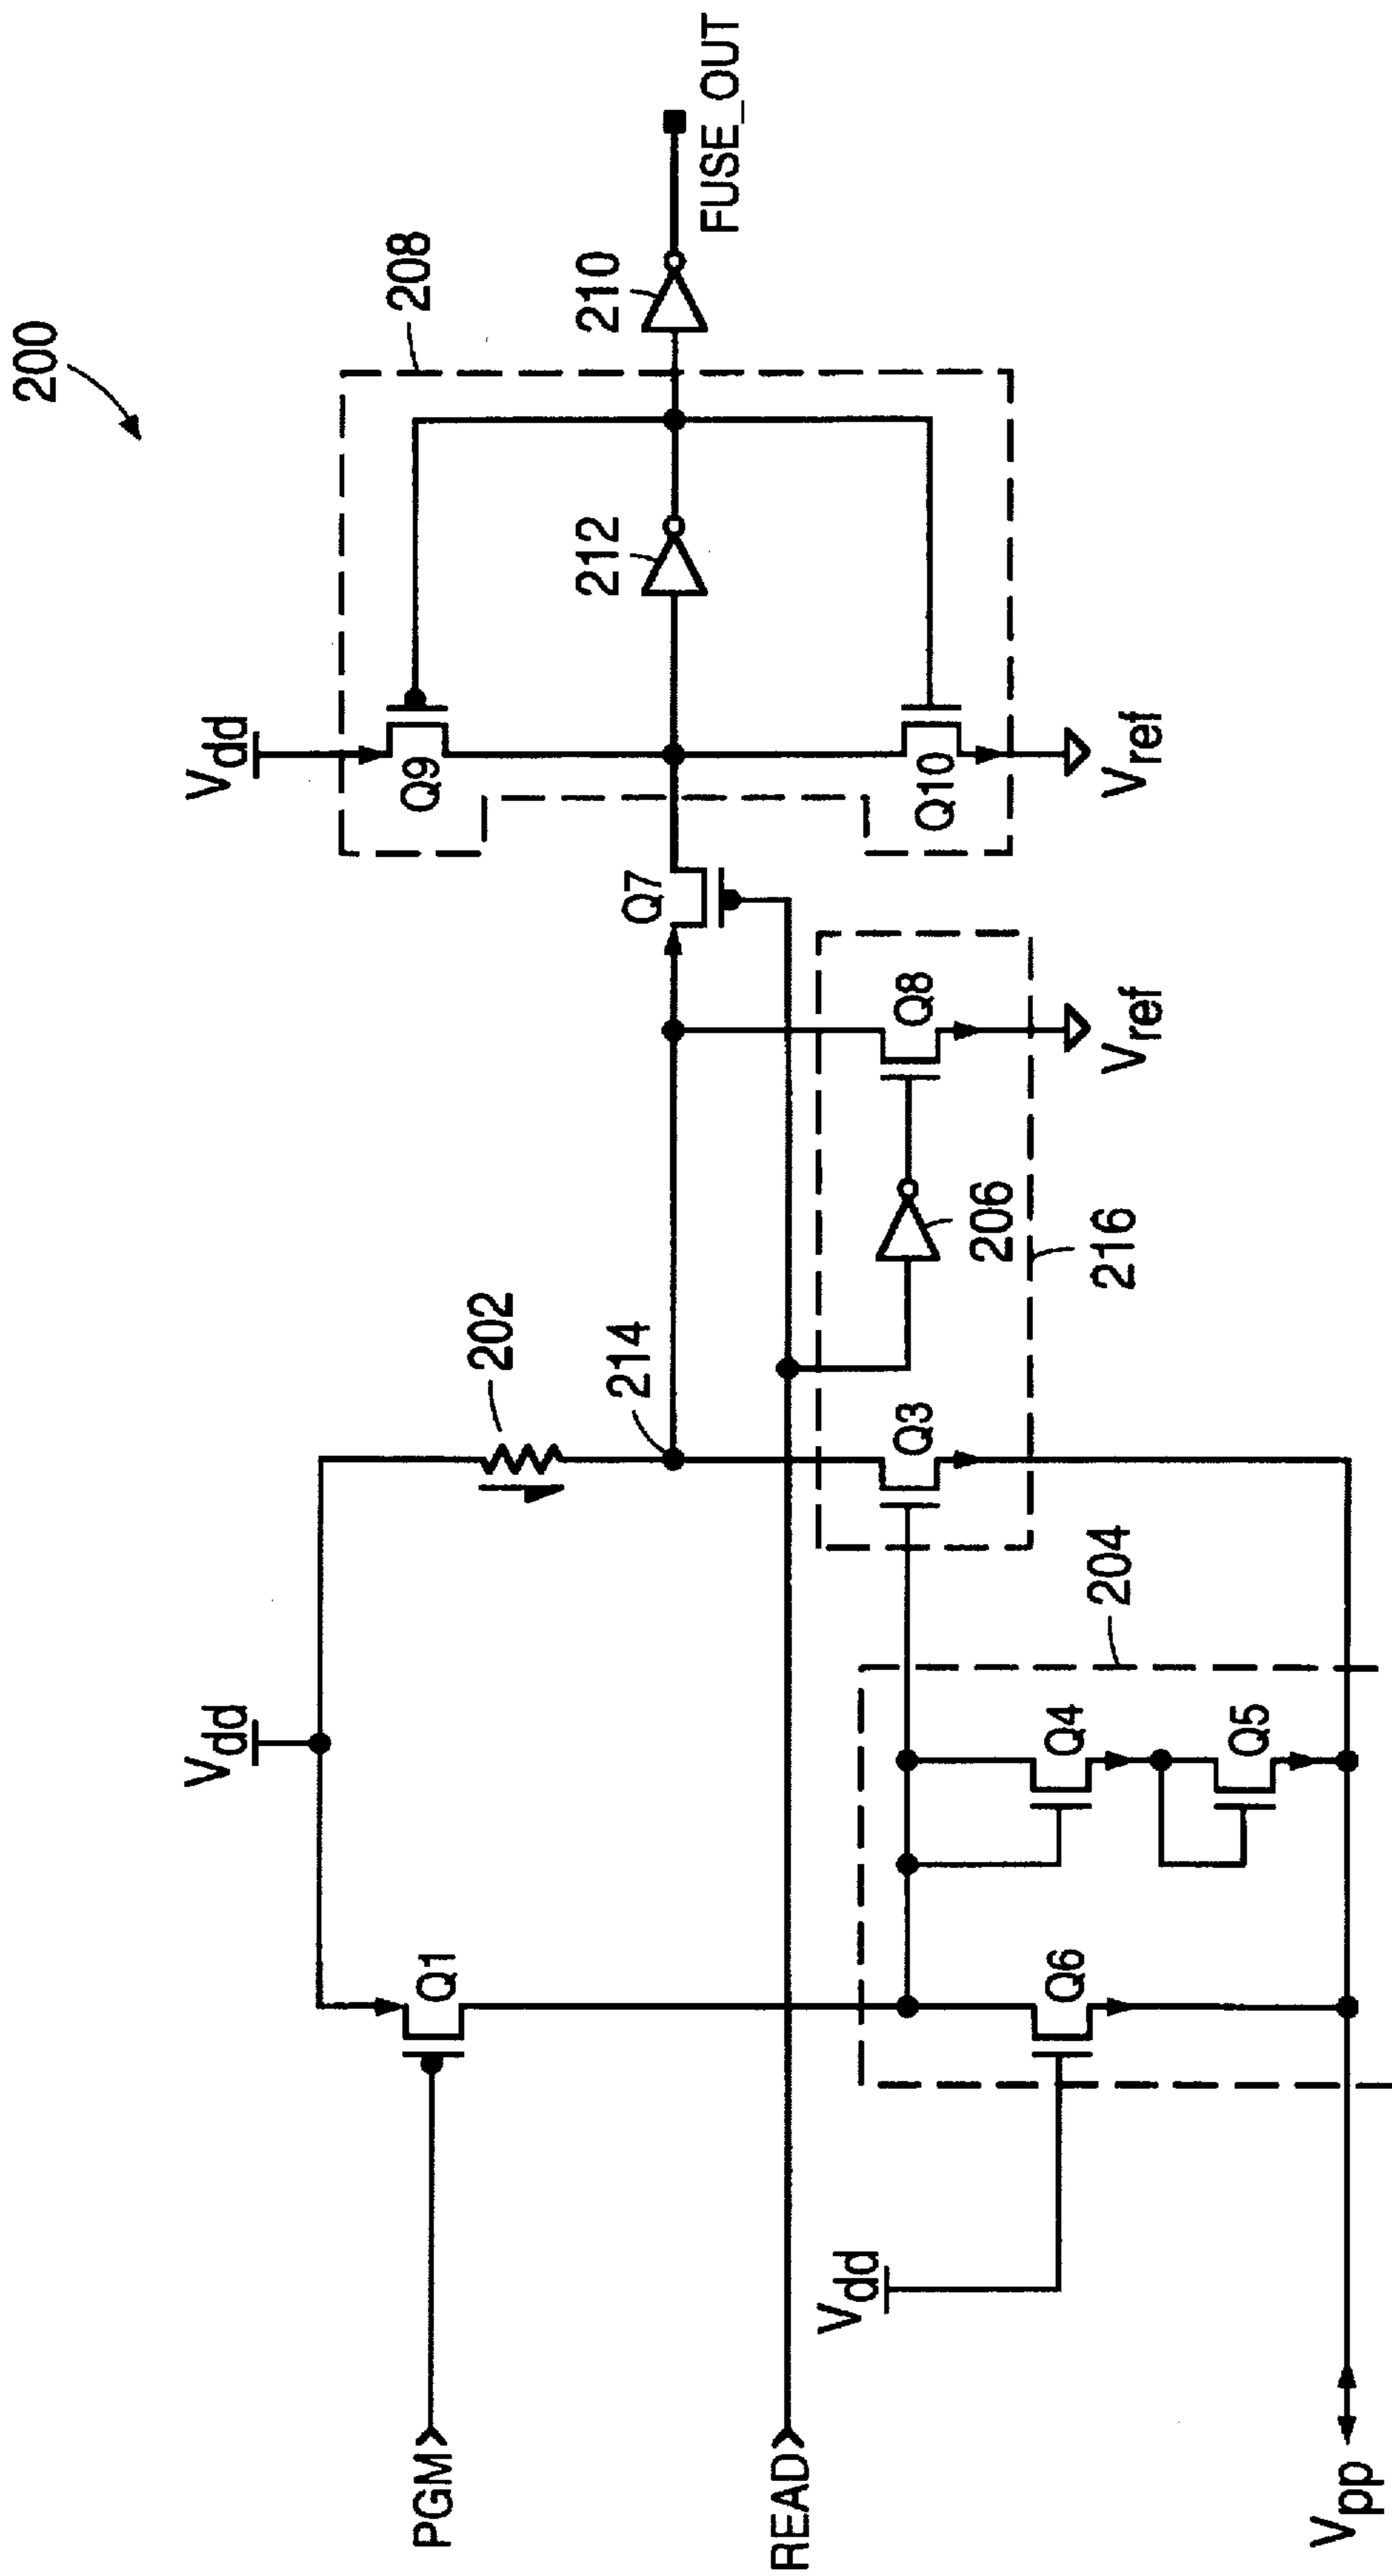 200
Vdd
Vdd
208
Q1
202
Q9
210
212
FUSE_OUT
PGM
214
Q7
READ
Vdd
Q3
Q8
Q10
Q6
Q4
206
Q5
204
216
Vref
Vref
Vpp